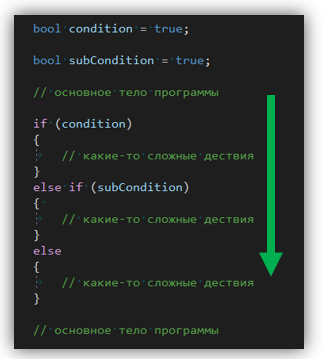 bool condition = true;
bool subCondition = true;
// основное тело программы
if (condition)
{
// какие-то сложные дествия
}
else if (subCondition)
{
// какие-то сложные дествия
}
else
{
// какие-то сложные дествия
}
// основное тело программы